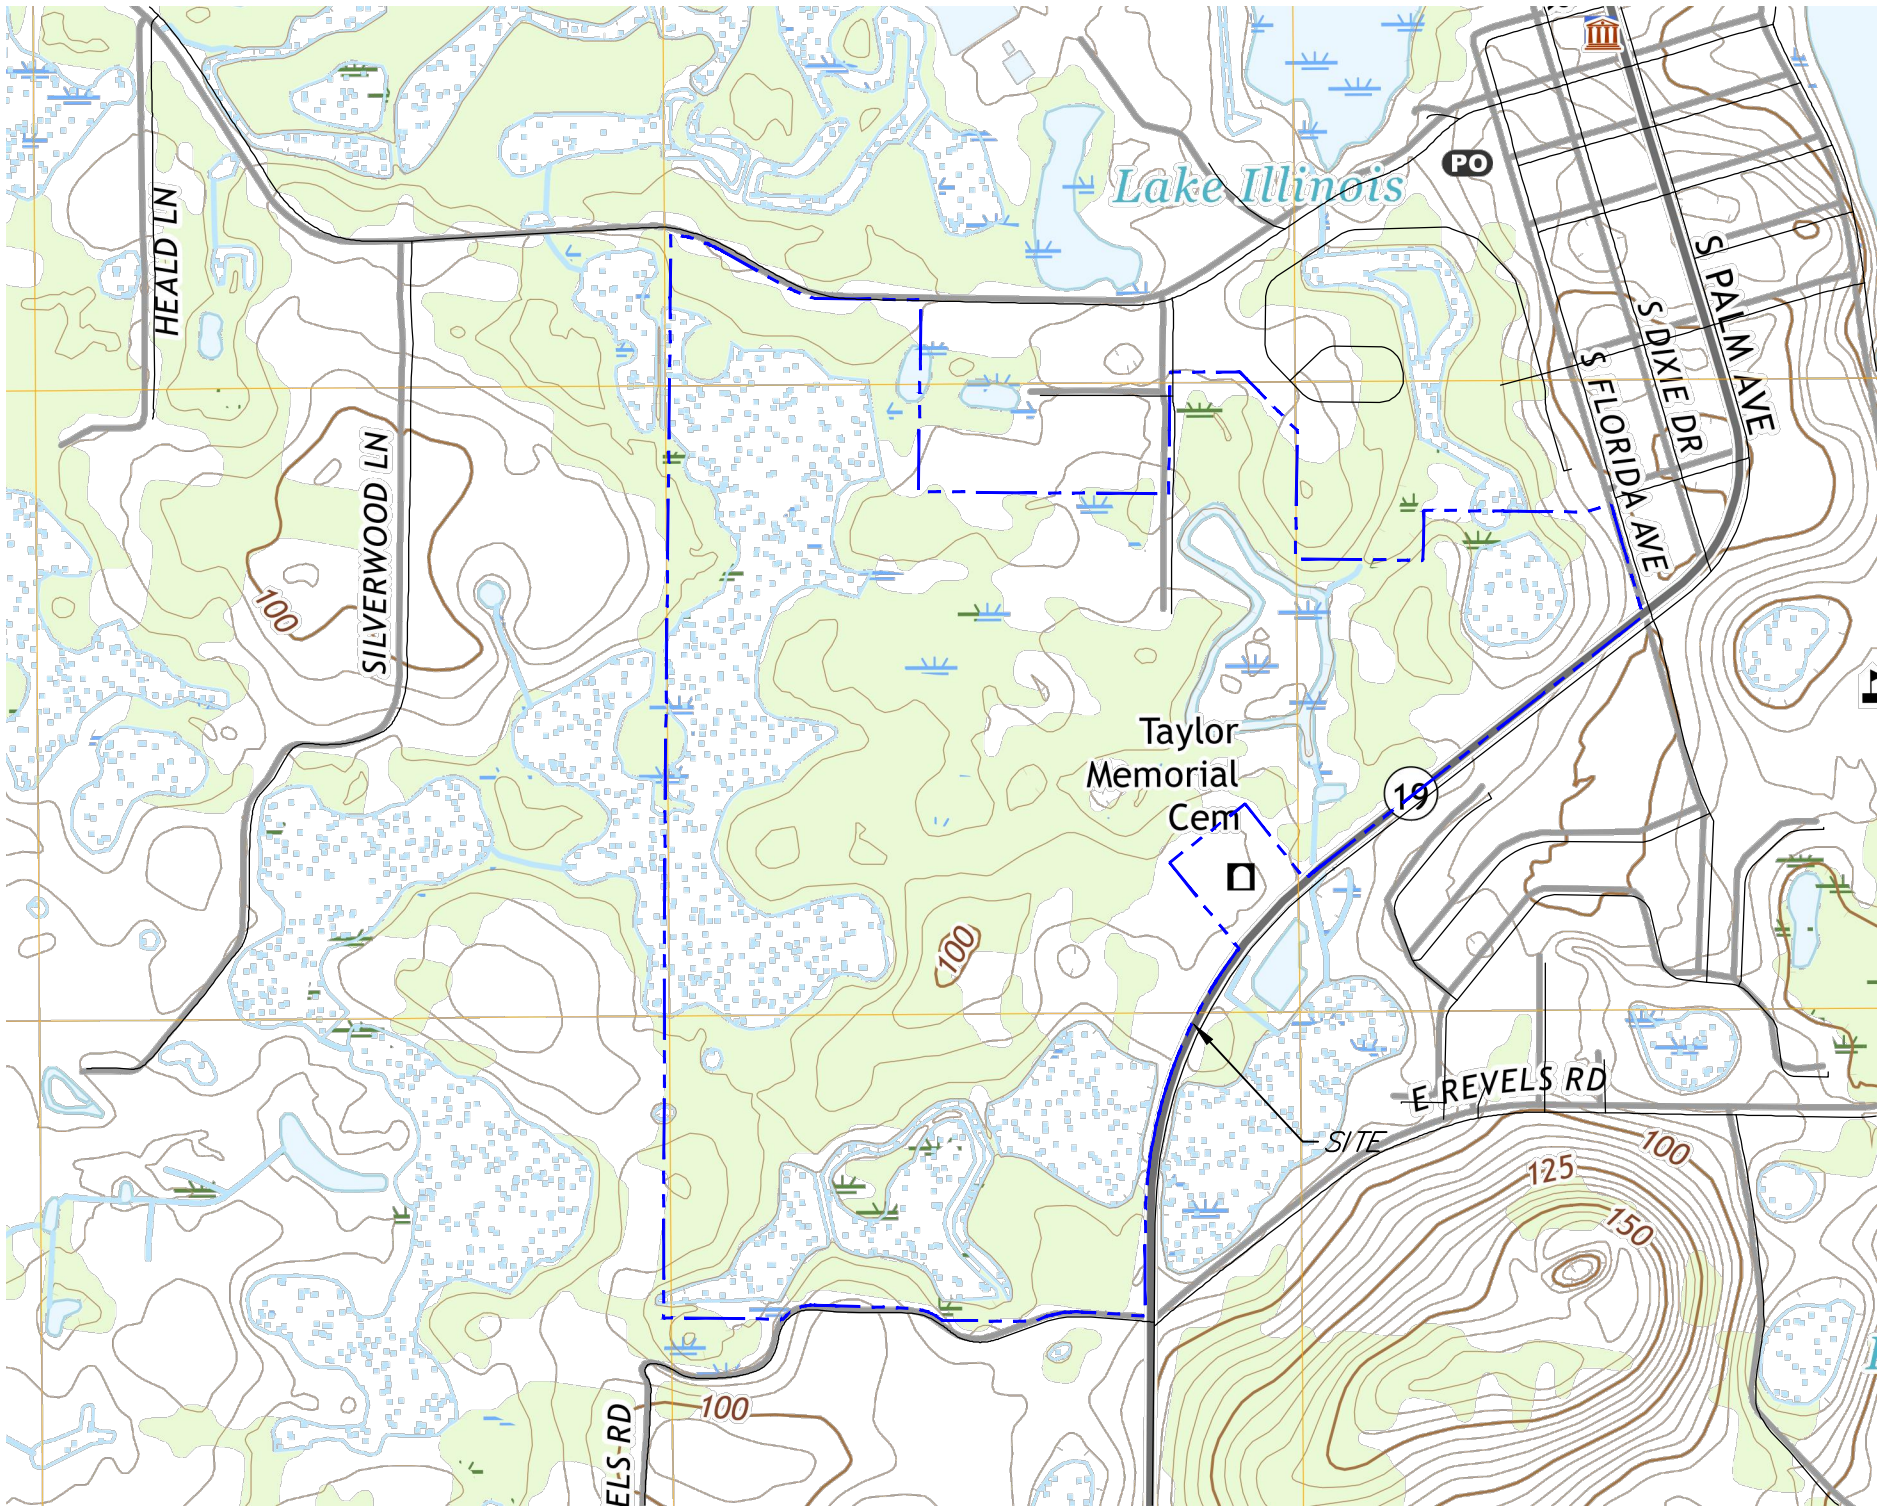 PO
Lake Illinois
HEALD LN
S PALM AVE
S DIXIE DR
S FLORIDA AVE
SILVERWOOD LN
100
Taylor
Memorial
Cem
19
100
E REVELS RD
SITE
100
125
150
100
ELS RD